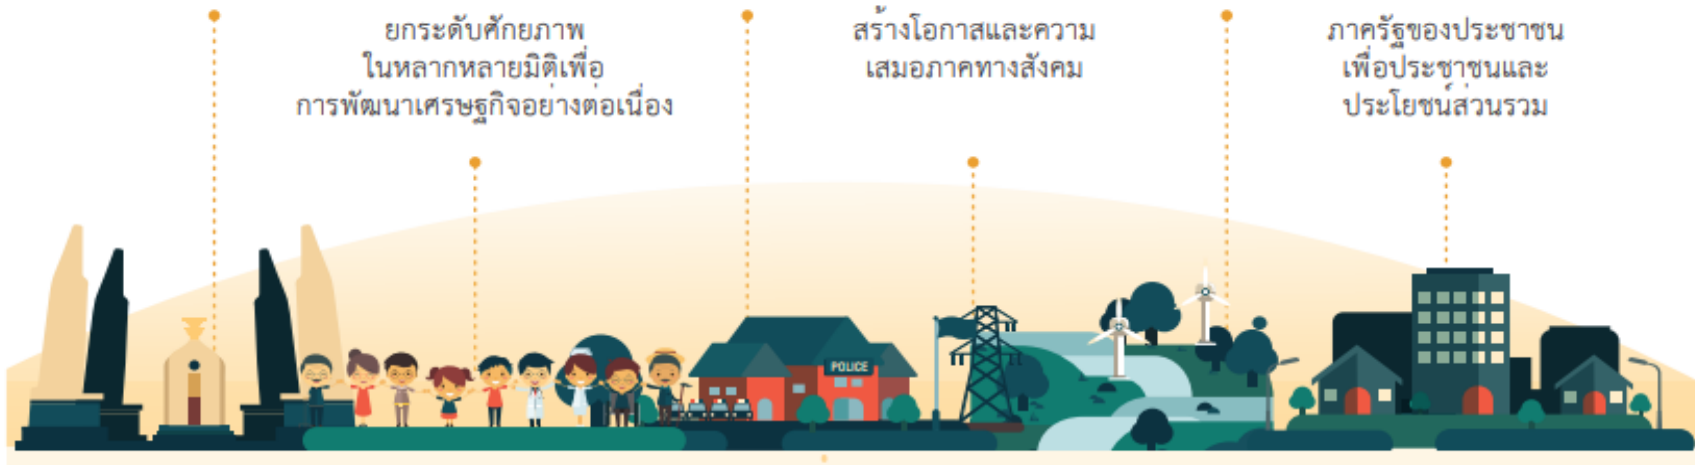 ยกระดับศักยภาพ
ในหลากหลายมิติเพื่อ
การพัฒนาเศรษฐกิจอย่างต่อเนื่อง
สร้างโอกาสและความ
เสมอภาคทางสังคม
ภาครัฐของประชาชน
เพื่อประชาชนและ
ประโยชน์ส่วนรวม
POLICE